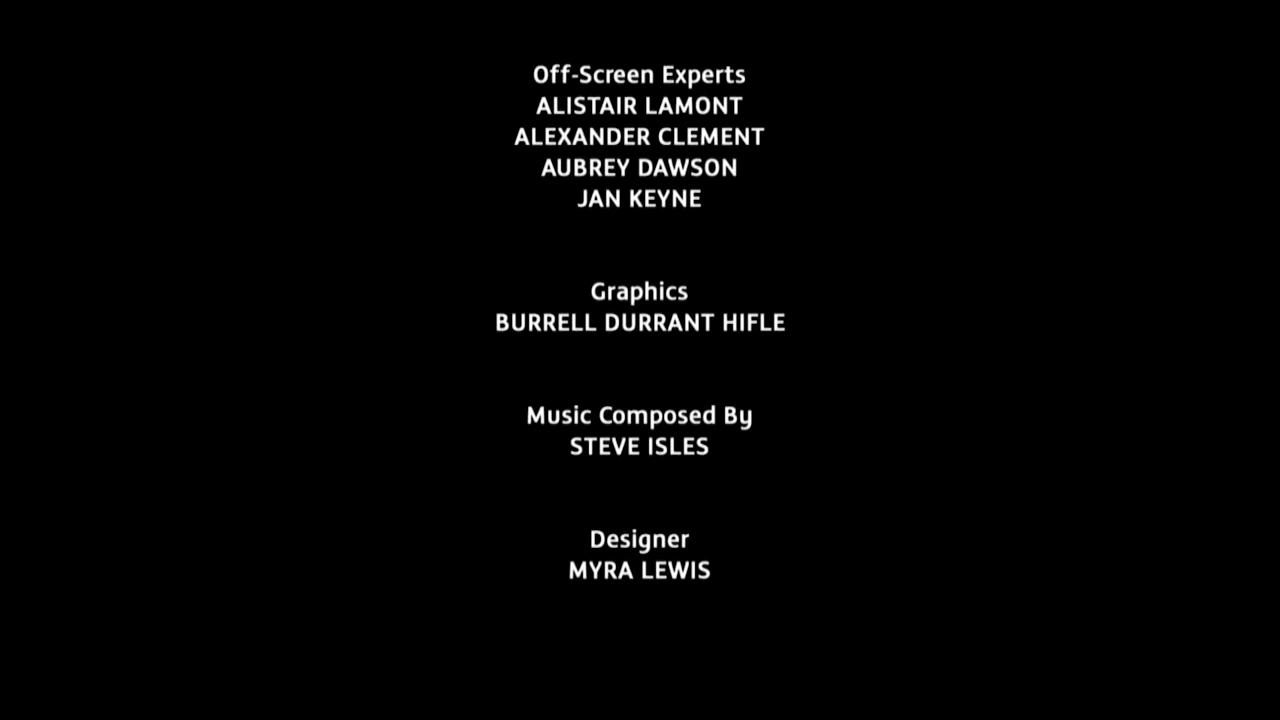 Off-Screen Experts
ALISTAIR LAMONT
ALEXANDER CLEMENT
AUBREY DAWSON
JAN KEYNE
Graphics
BURRELL DURRANT HIFLE
Music Composed By
STEVE ISLES
Designer
MYRA LEWIS